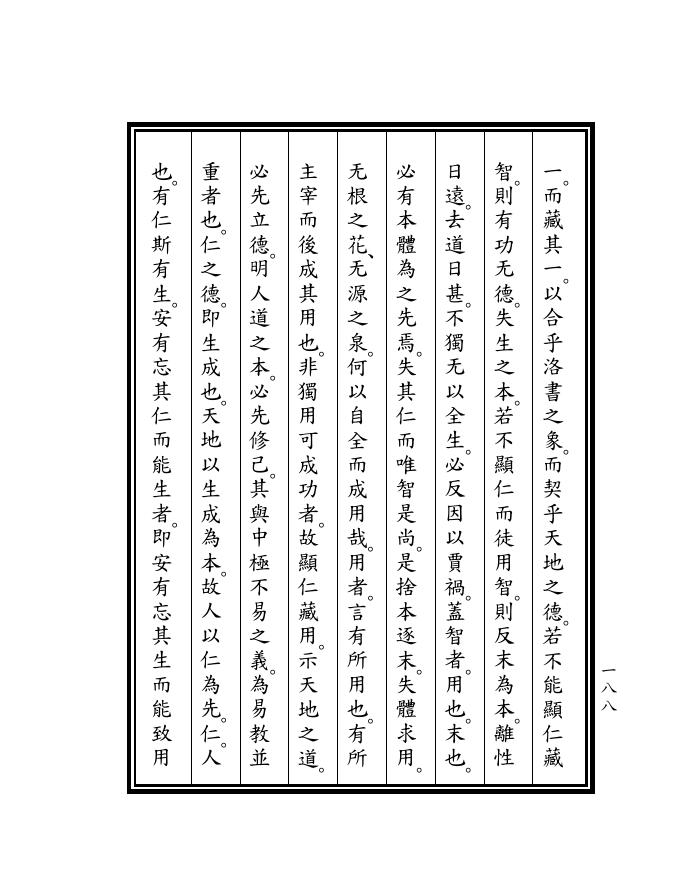 一。而藏其一。以合乎洛書之象。而契乎天地之德。若不能顯仁藏
智。則有功无德。失生之本。若不顯仁而徒用智。則反末為本。離性
日遠。去道日甚。不獨无以全生。必反因以賈禍。蓋智者。用也。末也。
必有本體為之先焉。失其仁而唯智是尚。是捨本逐末。失體求用。
无根之花、无源之泉。何以自全而成用哉。用者。言有所用也。有所
主宰而後成其用也。非獨用可成功者。故顯仁藏用。示天地之道。
必先立德。明人道之本。必先修己。其與中極不易之義。為易教並
重者也。仁之德。即生成也。天地以生成為本。故人以仁為先。仁。人
也。有仁斯有生。安有忘其仁而能生者。即安有忘其生而能致用
一八八